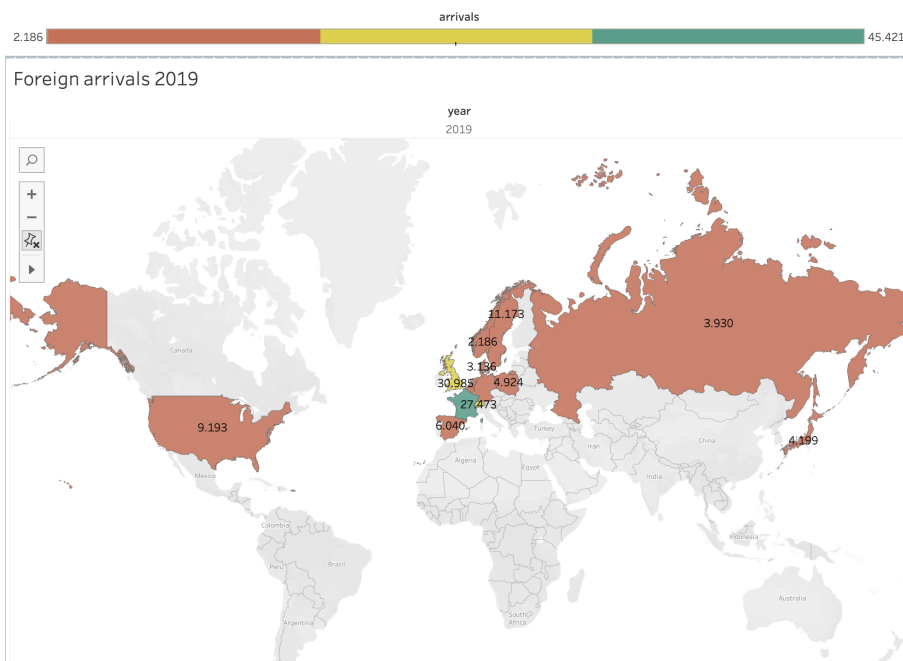 arrivals
2.186 45.421
Foreign arrivals 2019
year
2019
11.173
3.930
2.186
Canada
3.136
30.985 4.924
27.473
9.193 6.040.
Turkey
China
4.199
Iran
Algeria
Egypt
Mexico
India
Colombia
Indonesia
Peru
Brazil
Australia
South
Africa
Argentina